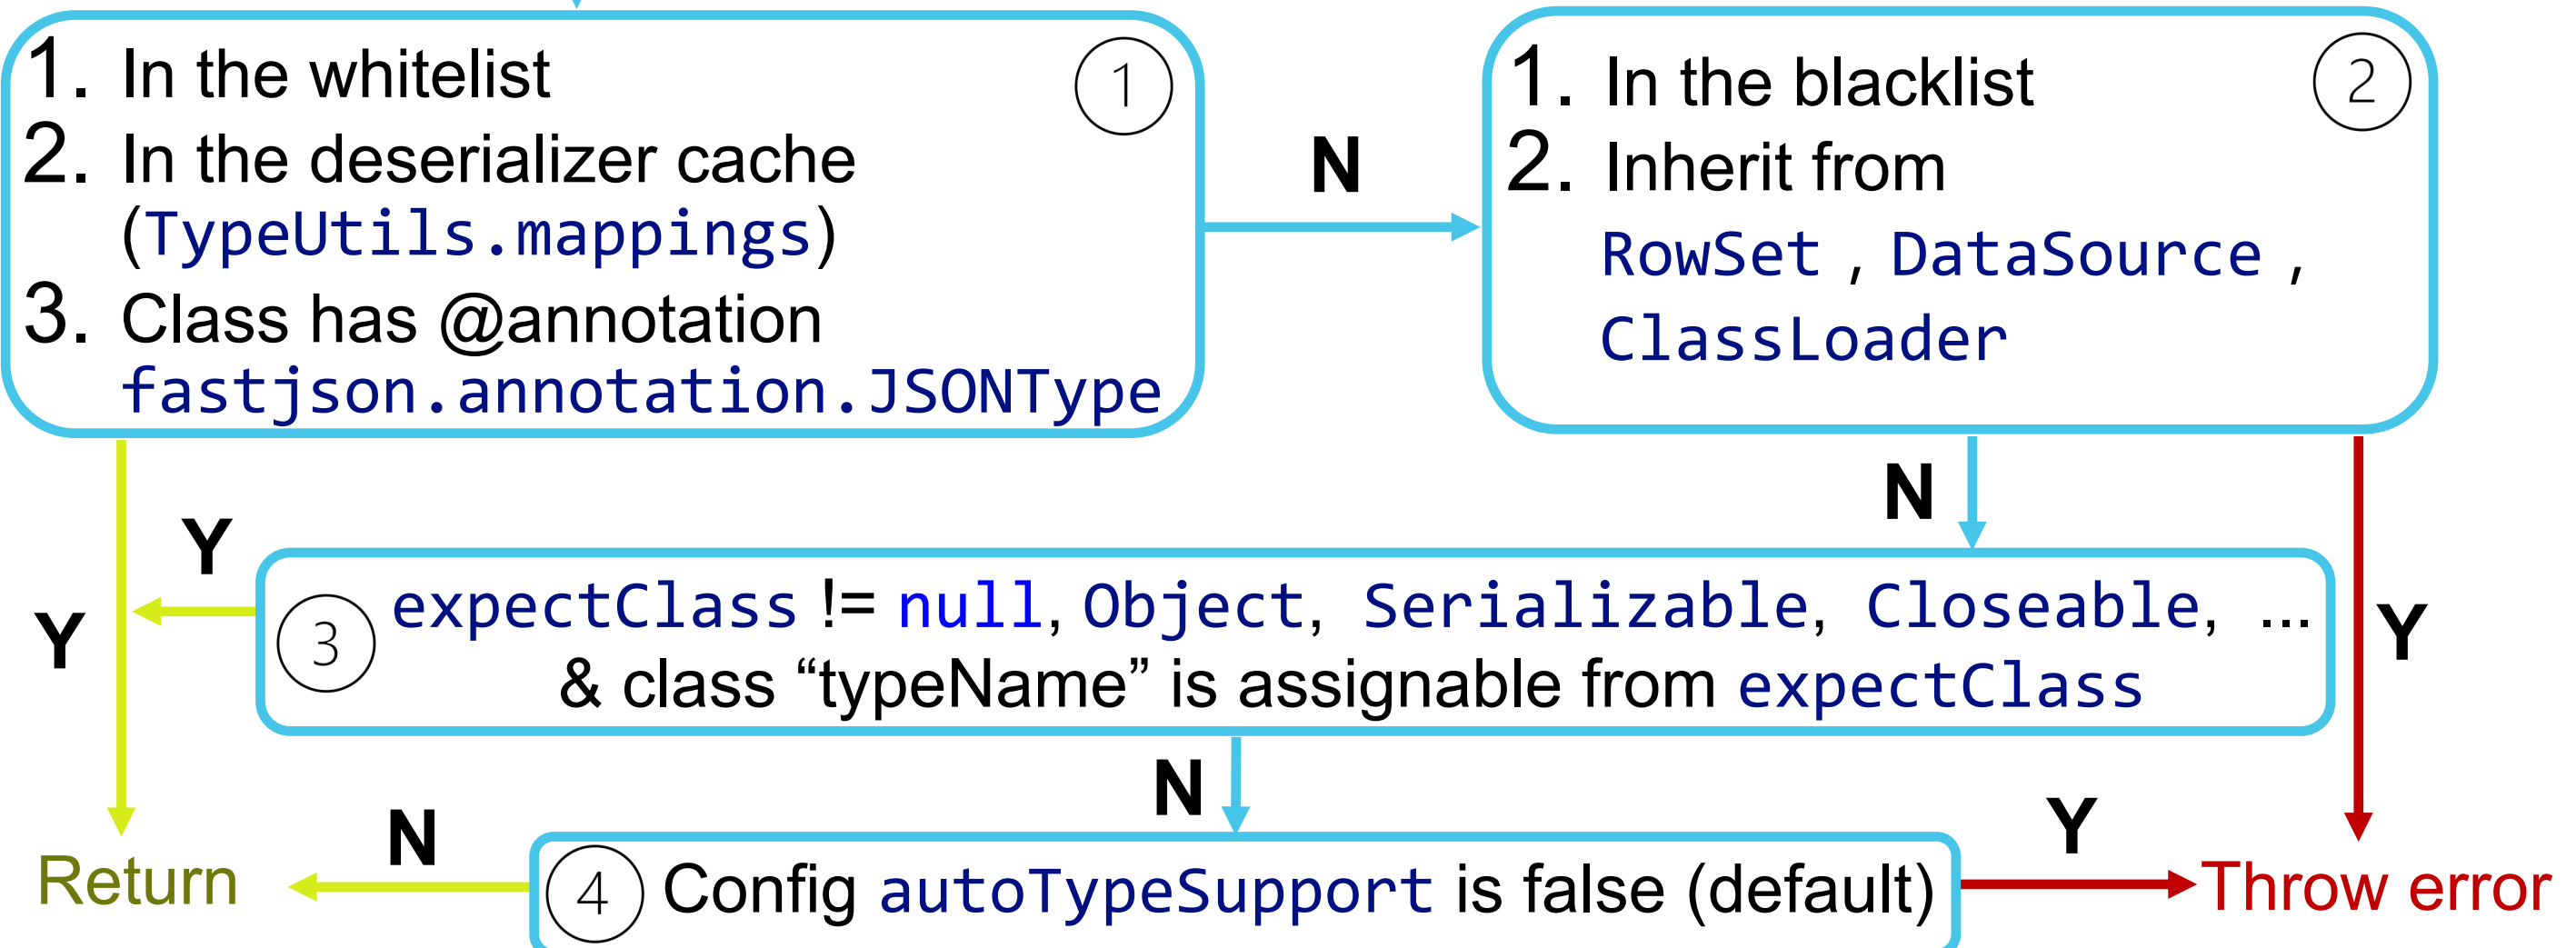 1. In the whitelist
2. In the deserializer cache
(TypeUtils.mappings)
3. Class has @annotation
fastjson.annotation.JSONType
1
N
1. In the blacklist
2. Inherit from
RowSet , DataSource ,
ClassLoader
2
N
Y
Y
3
expectClass != null, Object, Serializable, Closeable, ...
& class “typeName” is assignable from expectClass
Y
N
N
Y
Return
4
Config autoTypeSupport is false (default)
Throw error